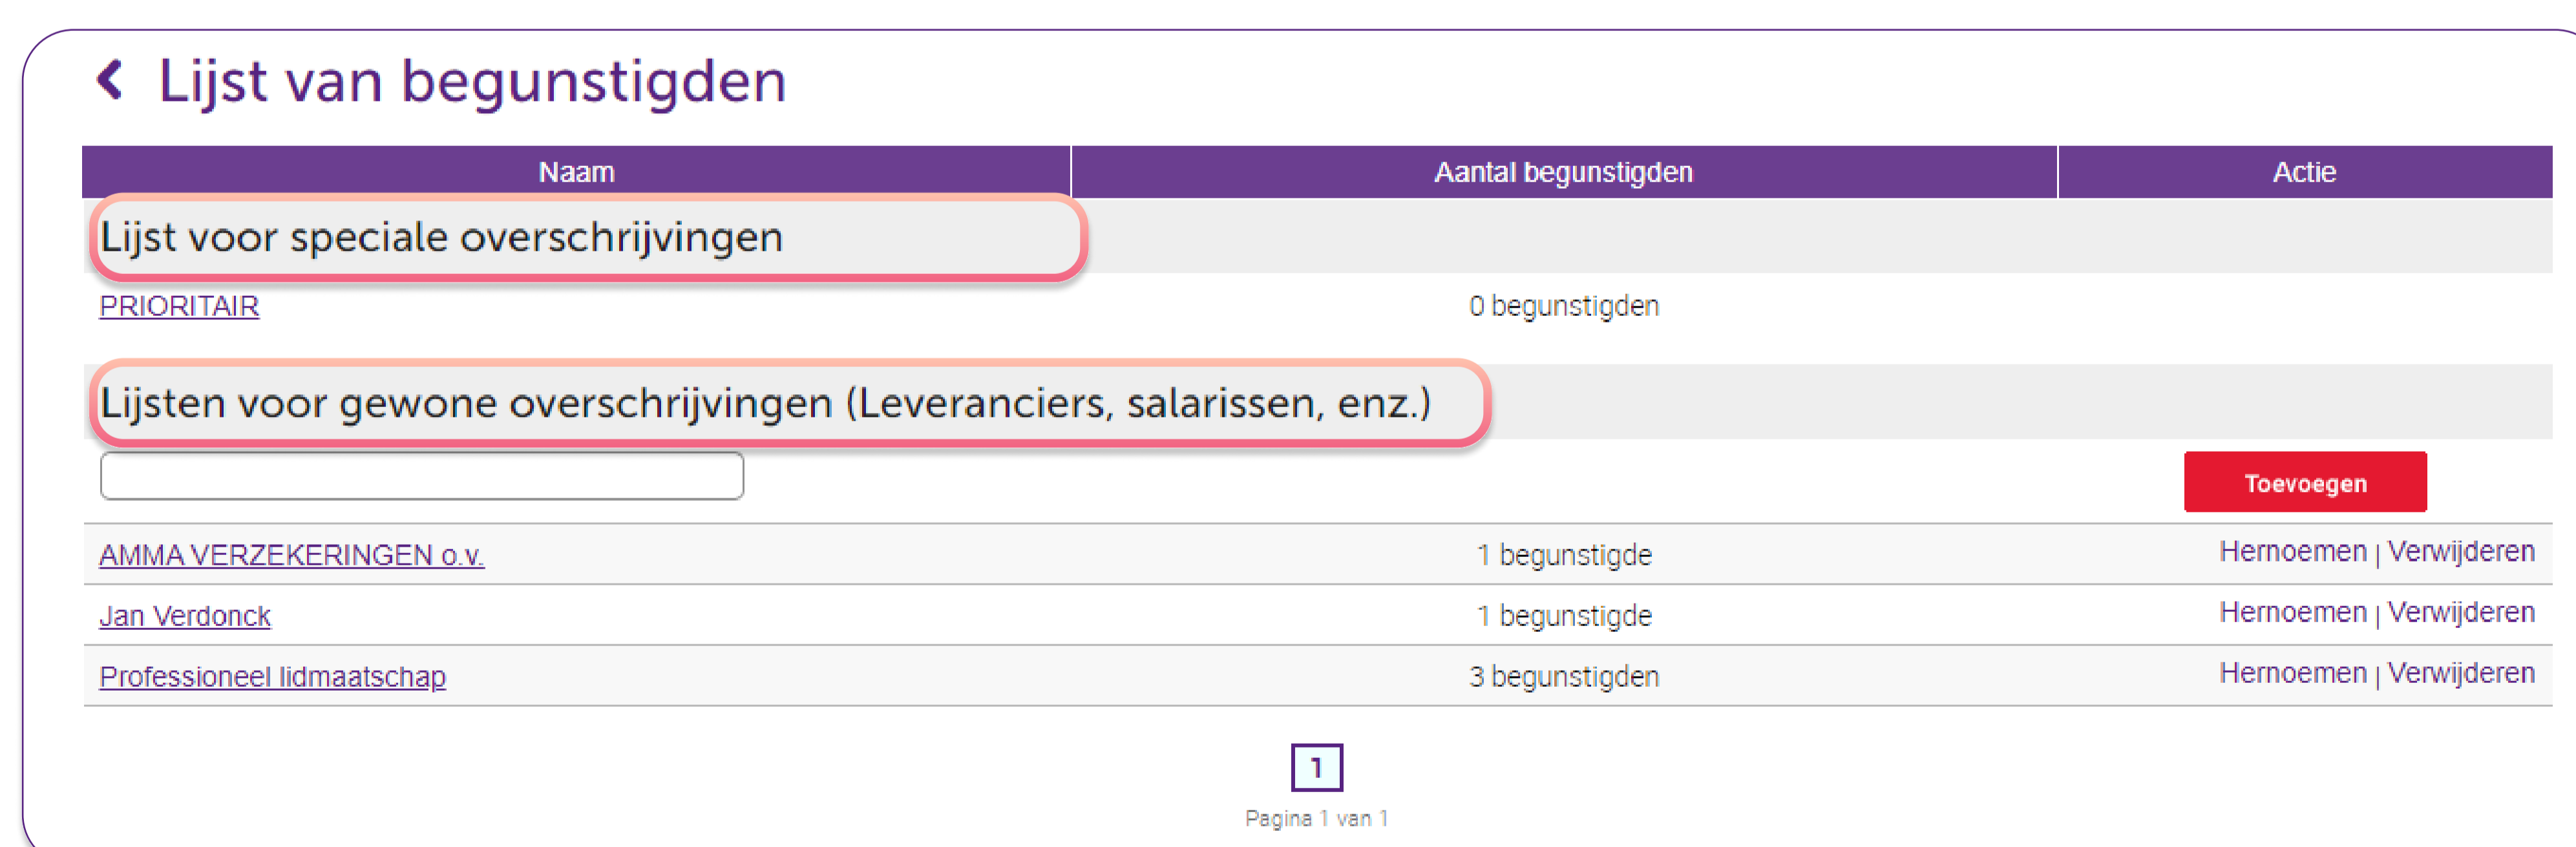 Lijst van begunstigden
Naam Aantal begunstigden Actie
Lijst voor speciale overschrijvingen
PRIORITAIR 0 begunstigden
Lijsten voor gewone overschrijvingen (Leveranciers, salarissen, enz.)
Toevoegen
AMMA VERZEKERINGEN o.v. 1 begunstigde Hernoemen | Verwijderen
Jan Verdonck 1 begunstigde Hernoemen | Verwijderen
Professioneel lidmaatschap 3 begunstigden Hernoemen | Verwijderen
1
Pagina 1 van 1